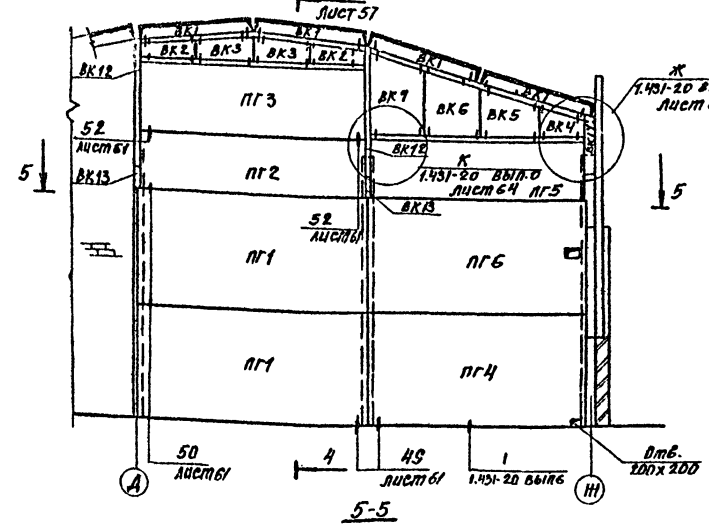 Лист 57
ВК1
ВК1
ВК2
ВК3
ВК3
ВК2
ВК1
ВК1
Ж
1.431-20
Лист
ВК12
ПГ3
ВК9
ВК6
ВК5
ВК4
52
Лист 61
ВК12
К
1.431-20 Вып.0
Лист 64
ПГ5
5
ВК13
ПГ2
ВК13
5
52
Лист 61
ПГ1
ПГ6
ПГ1
ПГ4
50
Лист 61
4
49
Лист 61
1
1.431-20 Вып.6
Отв.
200х200
Д
Ж
5-5